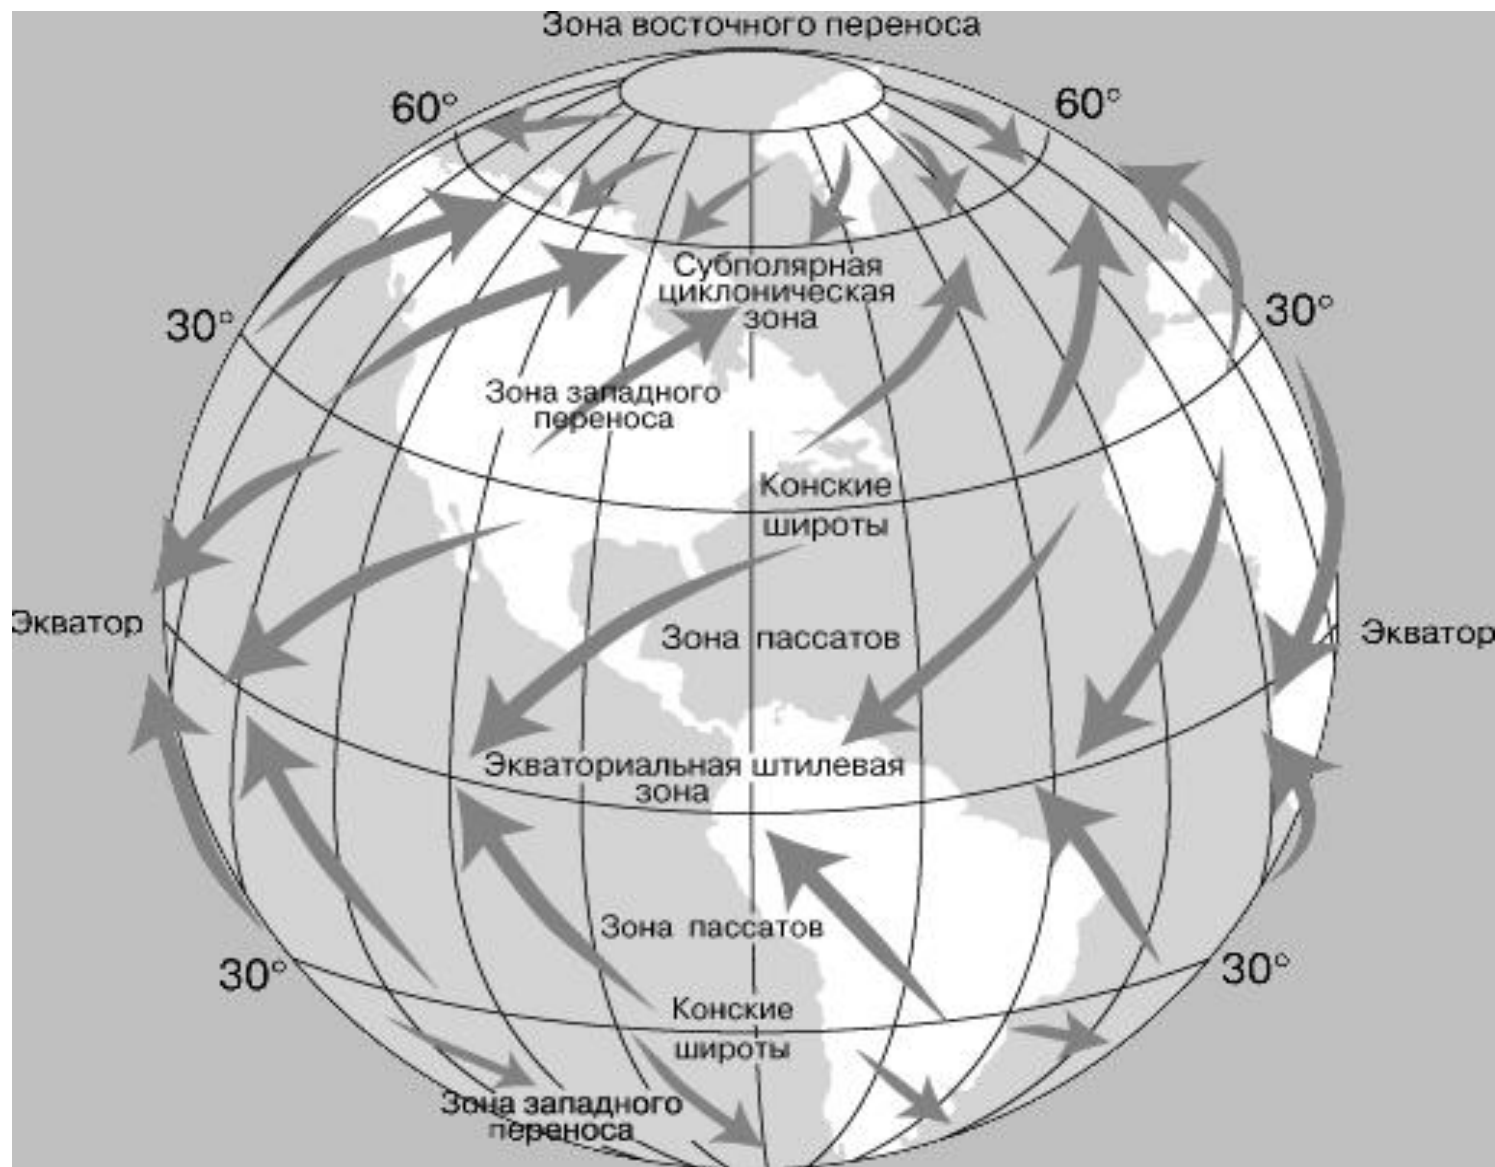 Зона восточного переноса
60°
60°
Субполярная
циклоническая
зона
30°
30°
Зона западного
переноса
Конские
широты
Экватор
Зона пассатов
Экватор
Экваториальная штилевая
зона
Зона пассатов
30°
30°
Конские
широты
Зона западного
переноса